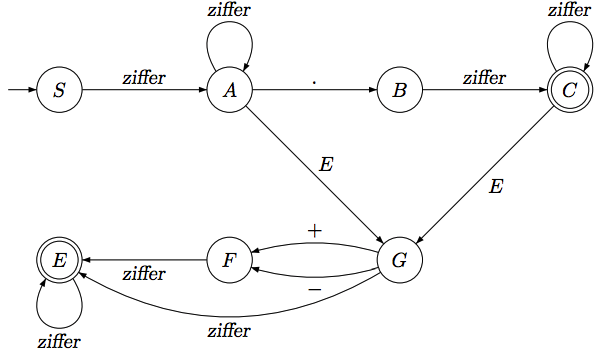 ziffer ziffer
S ziffer A . B ziffer C
E E
+
E ziffer F G
−
ziffer
ziffer